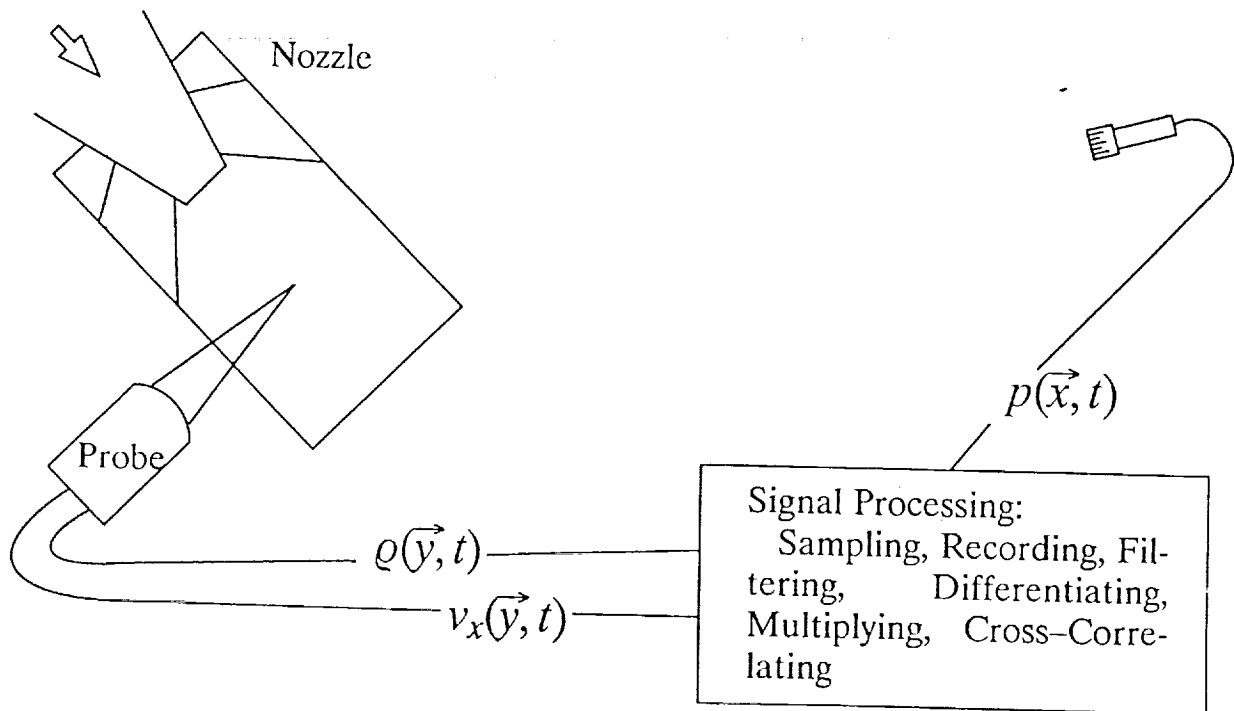 Nozzle
p(x⃗, t)
Probe
ϱ(y⃗, t)
vₓ(y⃗, t)
Signal Processing:
Sampling, Recording, Fil-
tering, Differentiating,
Multiplying, Cross–Corre-
lating